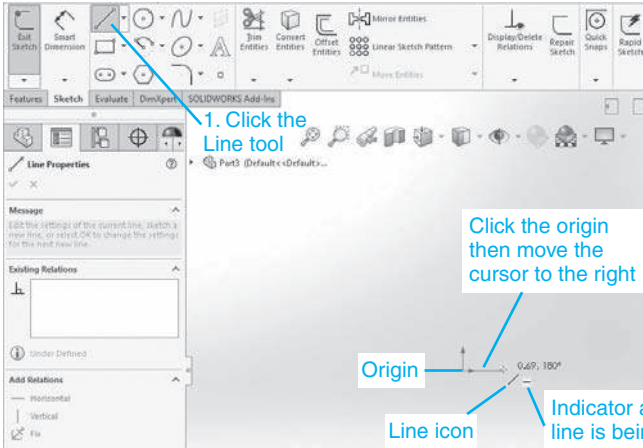 Exit
Sketch
Smart
Dimension
Trim
Entities
Convert
Entities
Offset
Entities
Mirror Entities
Linear Sketch Pattern
Move Entities
Display/Delete
Relations
Repair
Sketch
Quick
Snaps
Rapid
Sketch
Features Sketch Evaluate DimXpert SOLIDWORKS Add-Ins
1. Click the
Line tool
Line Properties
Part3 (Default<<Default>...
Message
Edit the settings of the current line, sketch a
new line, or select OK to change the settings
for the next new line.
Existing Relations
Under Defined
Add Relations
Horizontal
Vertical
Fix
Click the origin
then move the
cursor to the right
0.69, 180°
Origin
Line icon
Indicator a
line is bein